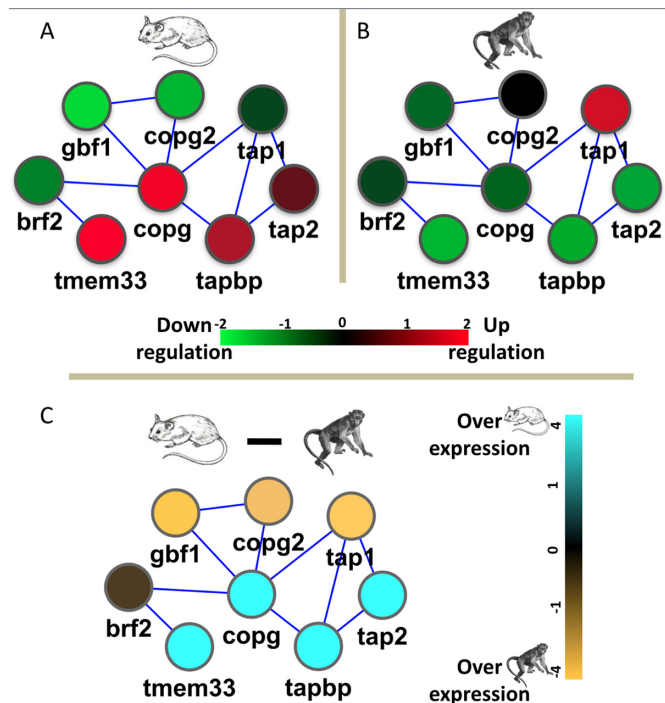 A
B
gbf1
copg2
tap1
brf2
copg
tap2
tmem33
tapbp
gbf1
copg2
tap1
brf2
copg
tap2
tmem33
tapbp
Down
regulation
-2
-1
0
1
2
Up
regulation
C
Over
expression
4
1
0
-1
-4
Over
expression
gbf1
copg2
tap1
brf2
copg
tap2
tmem33
tapbp